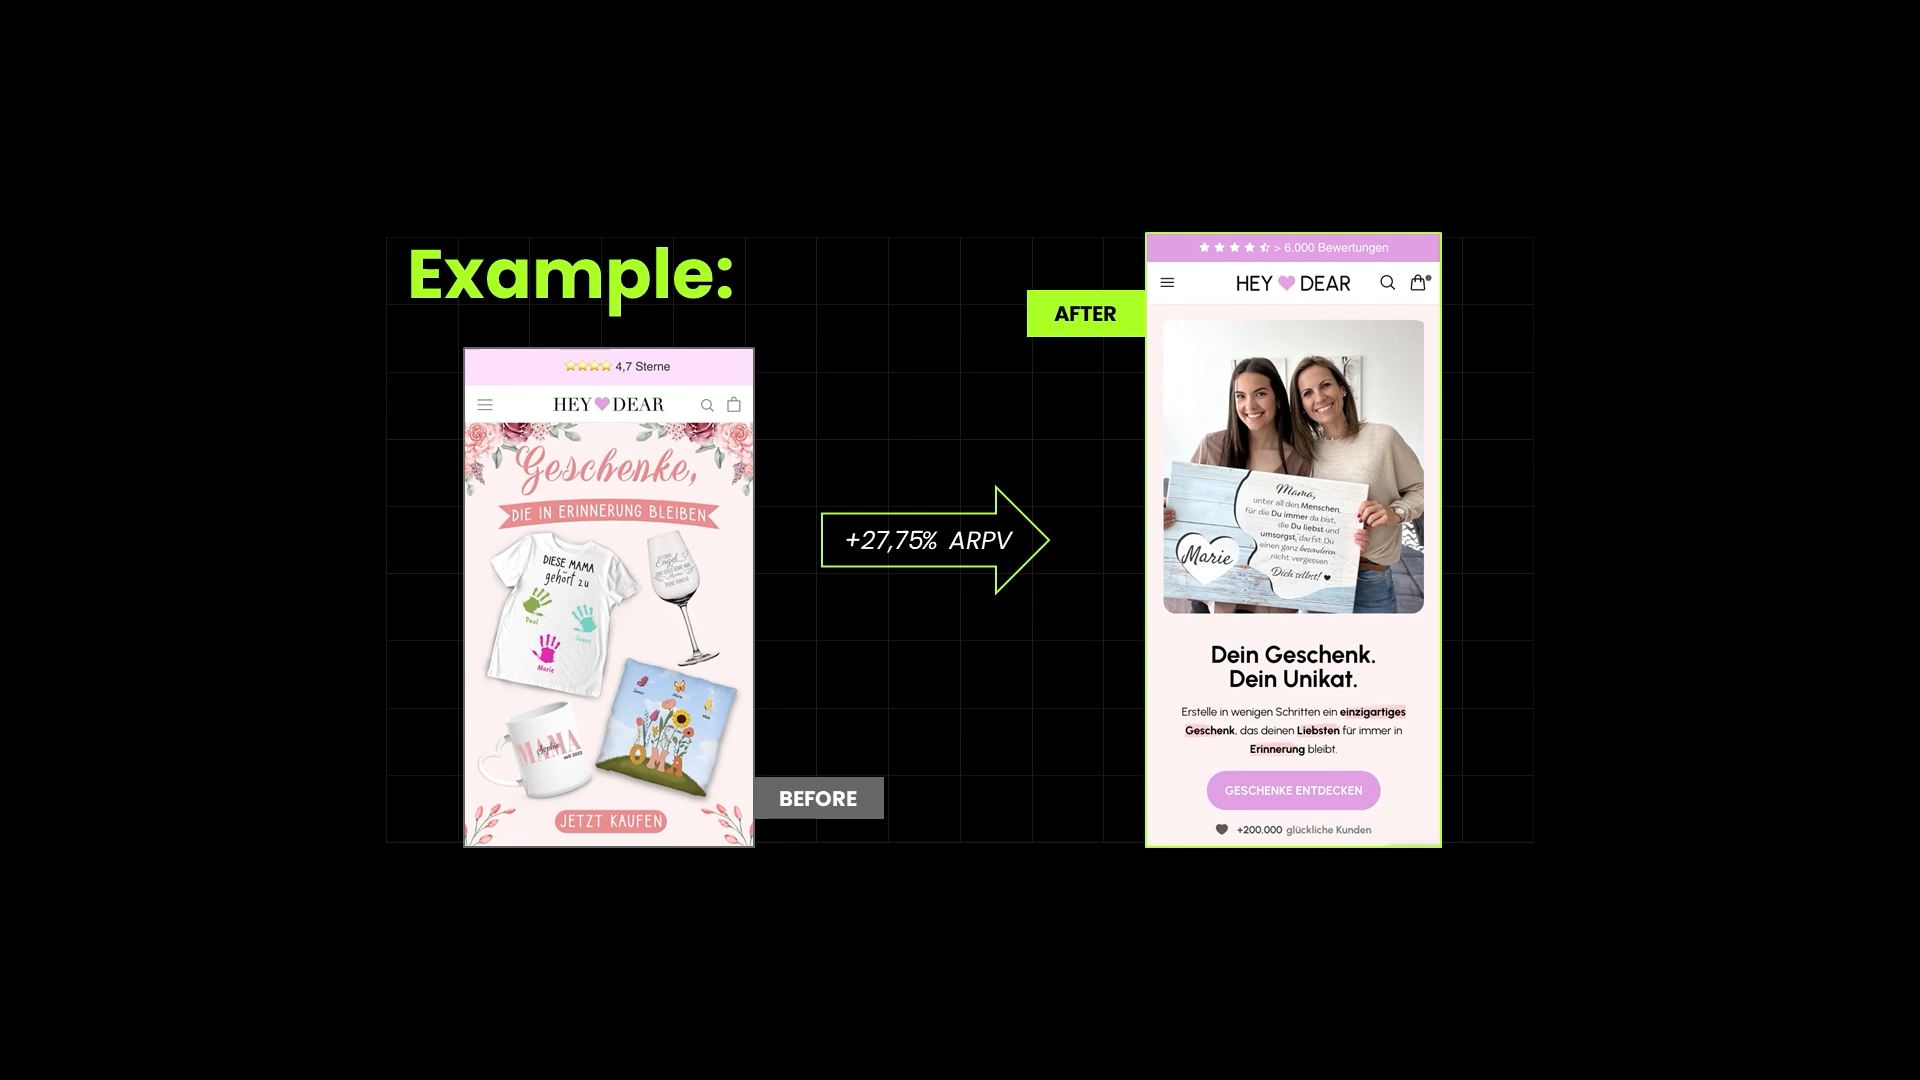 Example:
4,7 Sterne
HEY DEAR
Geschenke,
DIE IN ERINNERUNG BLEIBEN
DIESE MAMA
gehört zu
Paul
Marie
MAMA
Sophie
seit 2022
OMA
JETZT KAUFEN
BEFORE
+27,75% ARPV
AFTER
> 6.000 Bewertungen
HEY DEAR
Mama,
unter all den Menschen,
für die Du immer da bist,
die Du liebst und
umsorgst, darfst Du
einen ganz besonderen
nicht vergessen
Dich selbst!
Marie
Dein Geschenk.
Dein Unikat.
Erstelle in wenigen Schritten ein einzigartiges
Geschenk, das deinen Liebsten für immer in
Erinnerung bleibt.
GESCHENKE ENTDECKEN
+200.000 glückliche Kunden